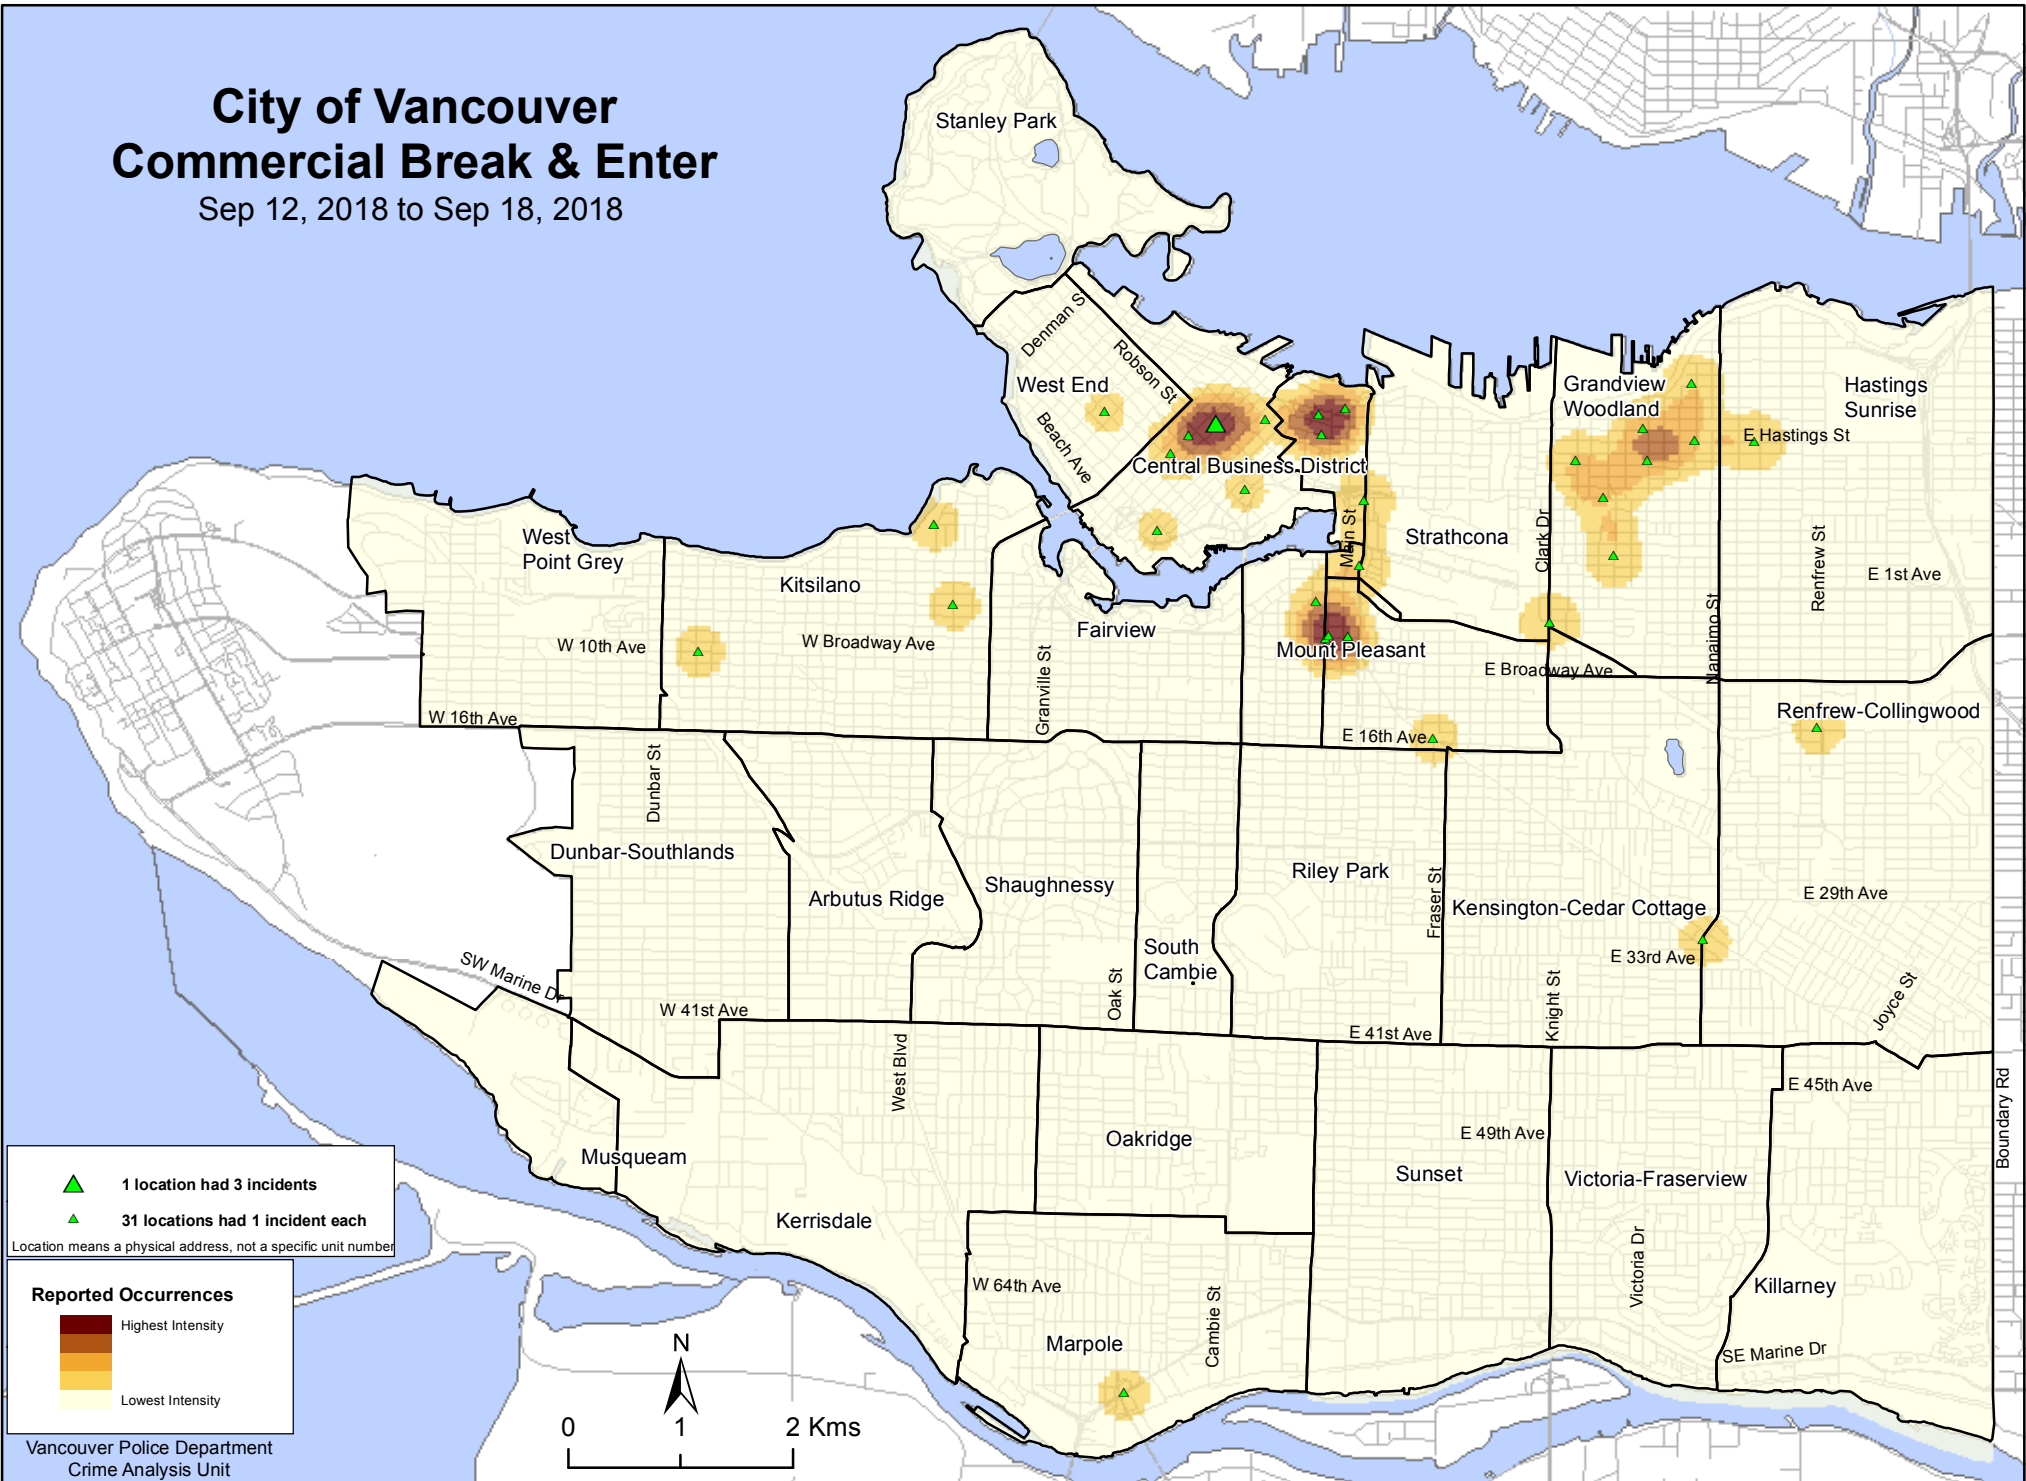 City of Vancouver
Commercial Break & Enter
Sep 12, 2018 to Sep 18, 2018
Stanley Park
Denman S
Robson St
West End
Beach Ave
Central Business District
Grandview
Woodland
Hastings
Sunrise
E Hastings St
West
Point Grey
Kitsilano
Main St
Strathcona
Clark Dr
Renfrew St
E 1st Ave
W 10th Ave
W Broadway Ave
Fairview
Granville St
Mount Pleasant
E Broadway Ave
Nanaimo St
W 16th Ave
E 16th Ave
Renfrew-Collingwood
Dunbar St
Dunbar-Southlands
Arbutus Ridge
Shaughnessy
Riley Park
Fraser St
Kensington-Cedar Cottage
E 29th Ave
South
Cambie
E 33rd Ave
SW Marine Dr
W 41st Ave
Oak St
E 41st Ave
Knight St
Joyce St
West Blvd
E 45th Ave
Boundary Rd
Musqueam
Oakridge
E 49th Ave
Sunset
Victoria-Fraserview
Kerrisdale
W 64th Ave
Cambie St
Victoria Dr
Killarney
Marpole
SE Marine Dr
1 location had 3 incidents
31 locations had 1 incident each
Location means a physical address, not a specific unit number
Reported Occurrences
Highest Intensity
Lowest Intensity
N
0 1 2 Kms
Vancouver Police Department
Crime Analysis Unit